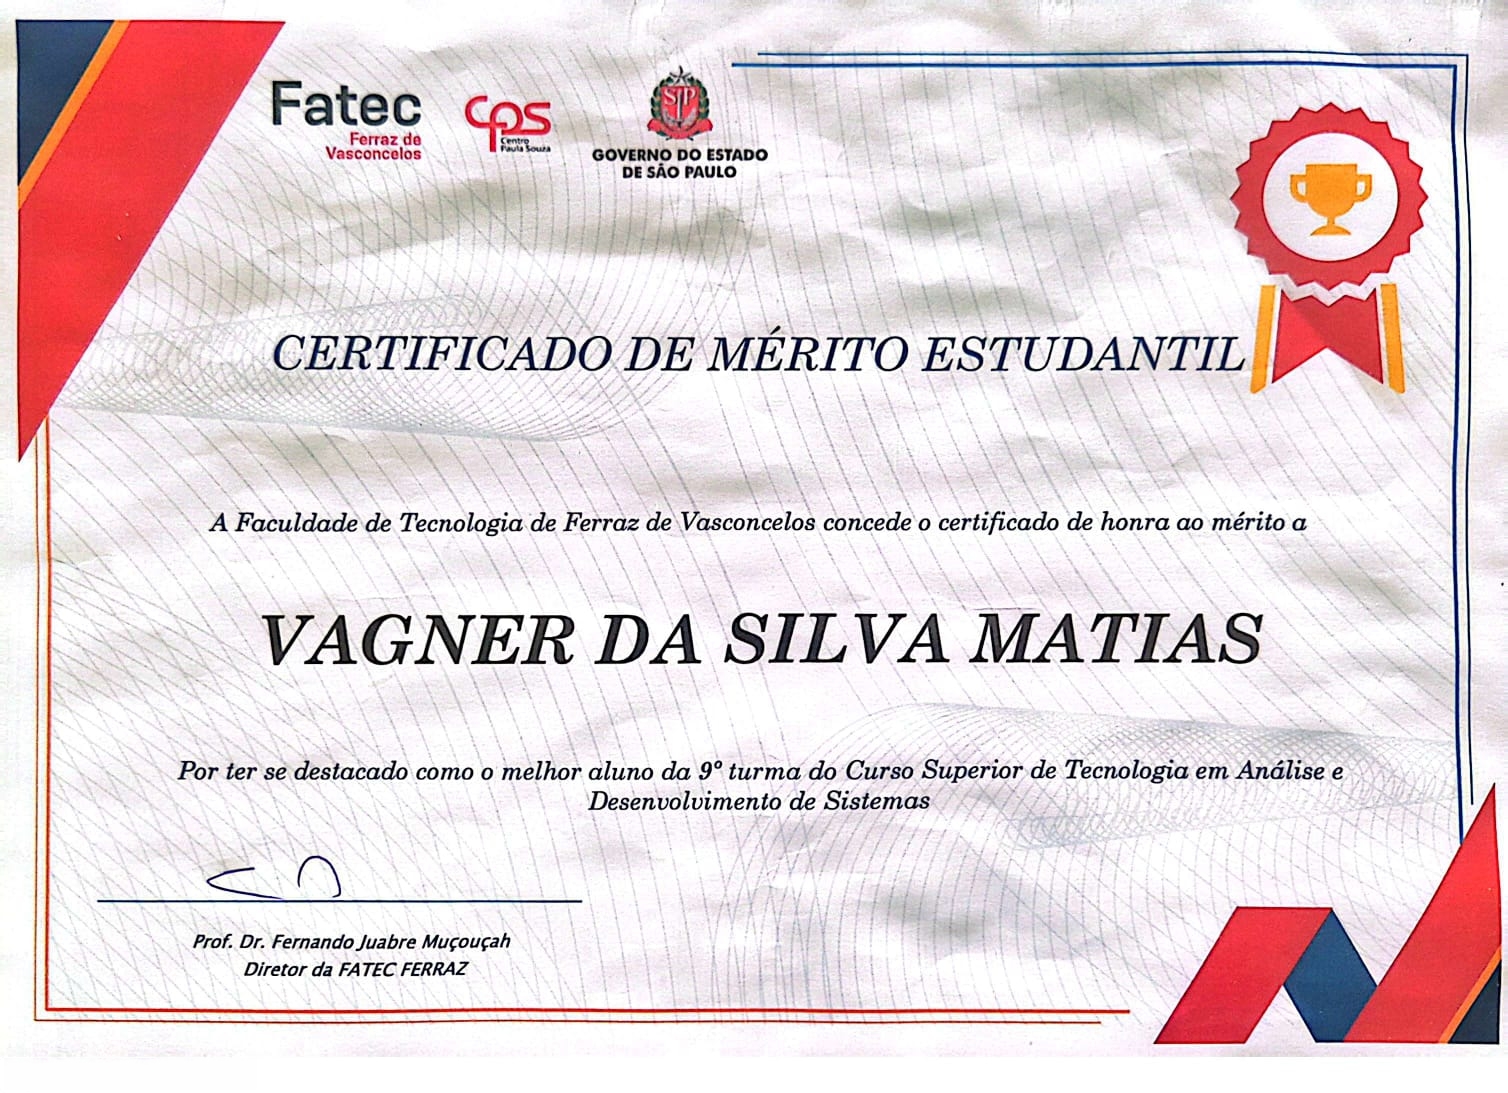 Fatec
Ferraz de
Vasconcelos
cps
Centro
Paula Souza
SP
GOVERNO DO ESTADO
DE SÃO PAULO
CERTIFICADO DE MÉRITO ESTUDANTIL
A Faculdade de Tecnologia de Ferraz de Vasconcelos concede o certificado de honra ao mérito a
VAGNER DA SILVA MATIAS
Por ter se destacado como o melhor aluno da 9º turma do Curso Superior de Tecnologia em Análise e
Desenvolvimento de Sistemas
Prof. Dr. Fernando Juabre Muçouçah
Diretor da FATEC FERRAZ